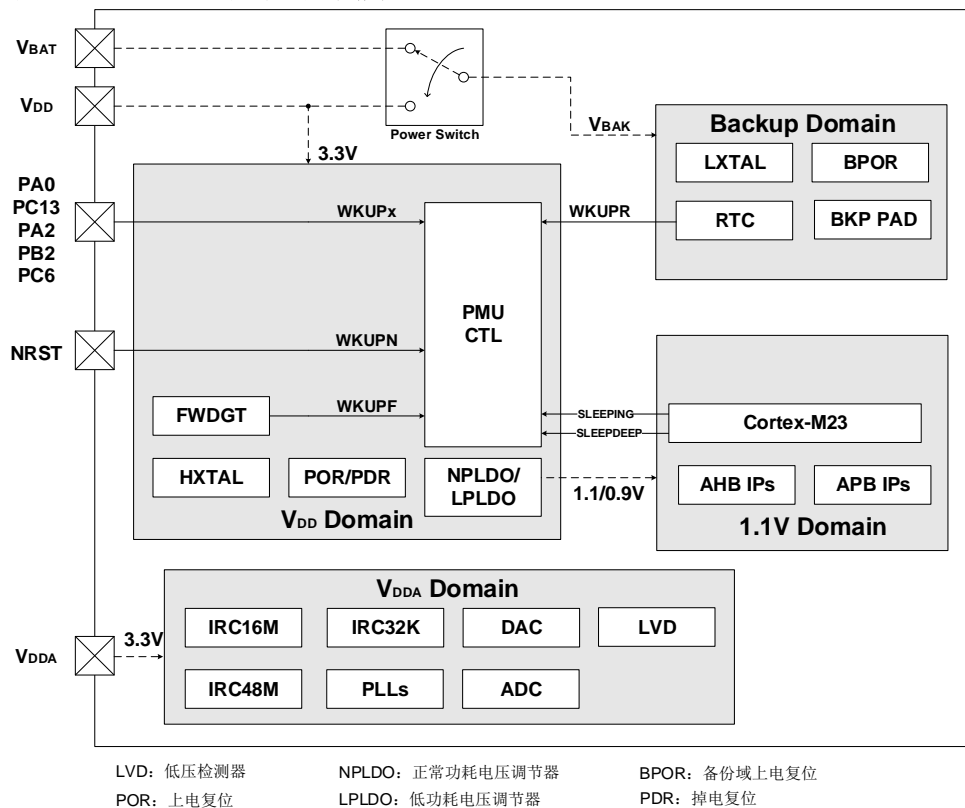 VBAT
VDD
Power Switch
VBAK
3.3V
Backup Domain
LXTAL
BPOR
RTC
BKP PAD
PA0
PC13
PA2
PB2
PC6
WKUPx
WKUPR
PMU
CTL
NRST
WKUPN
FWDGT
WKUPF
SLEEPING
SLEEPDEEP
Cortex-M23
HXTAL
POR/PDR
NPLDO/
LPLDO
1.1/0.9V
AHB IPs
APB IPs
VDD Domain
1.1V Domain
VDDA Domain
VDDA
3.3V
IRC16M
IRC32K
DAC
LVD
IRC48M
PLLs
ADC
LVD：低压检测器
NPLDO：正常功耗电压调节器
BPOR：备份域上电复位
POR：上电复位
LPLDO：低功耗电压调节器
PDR：掉电复位